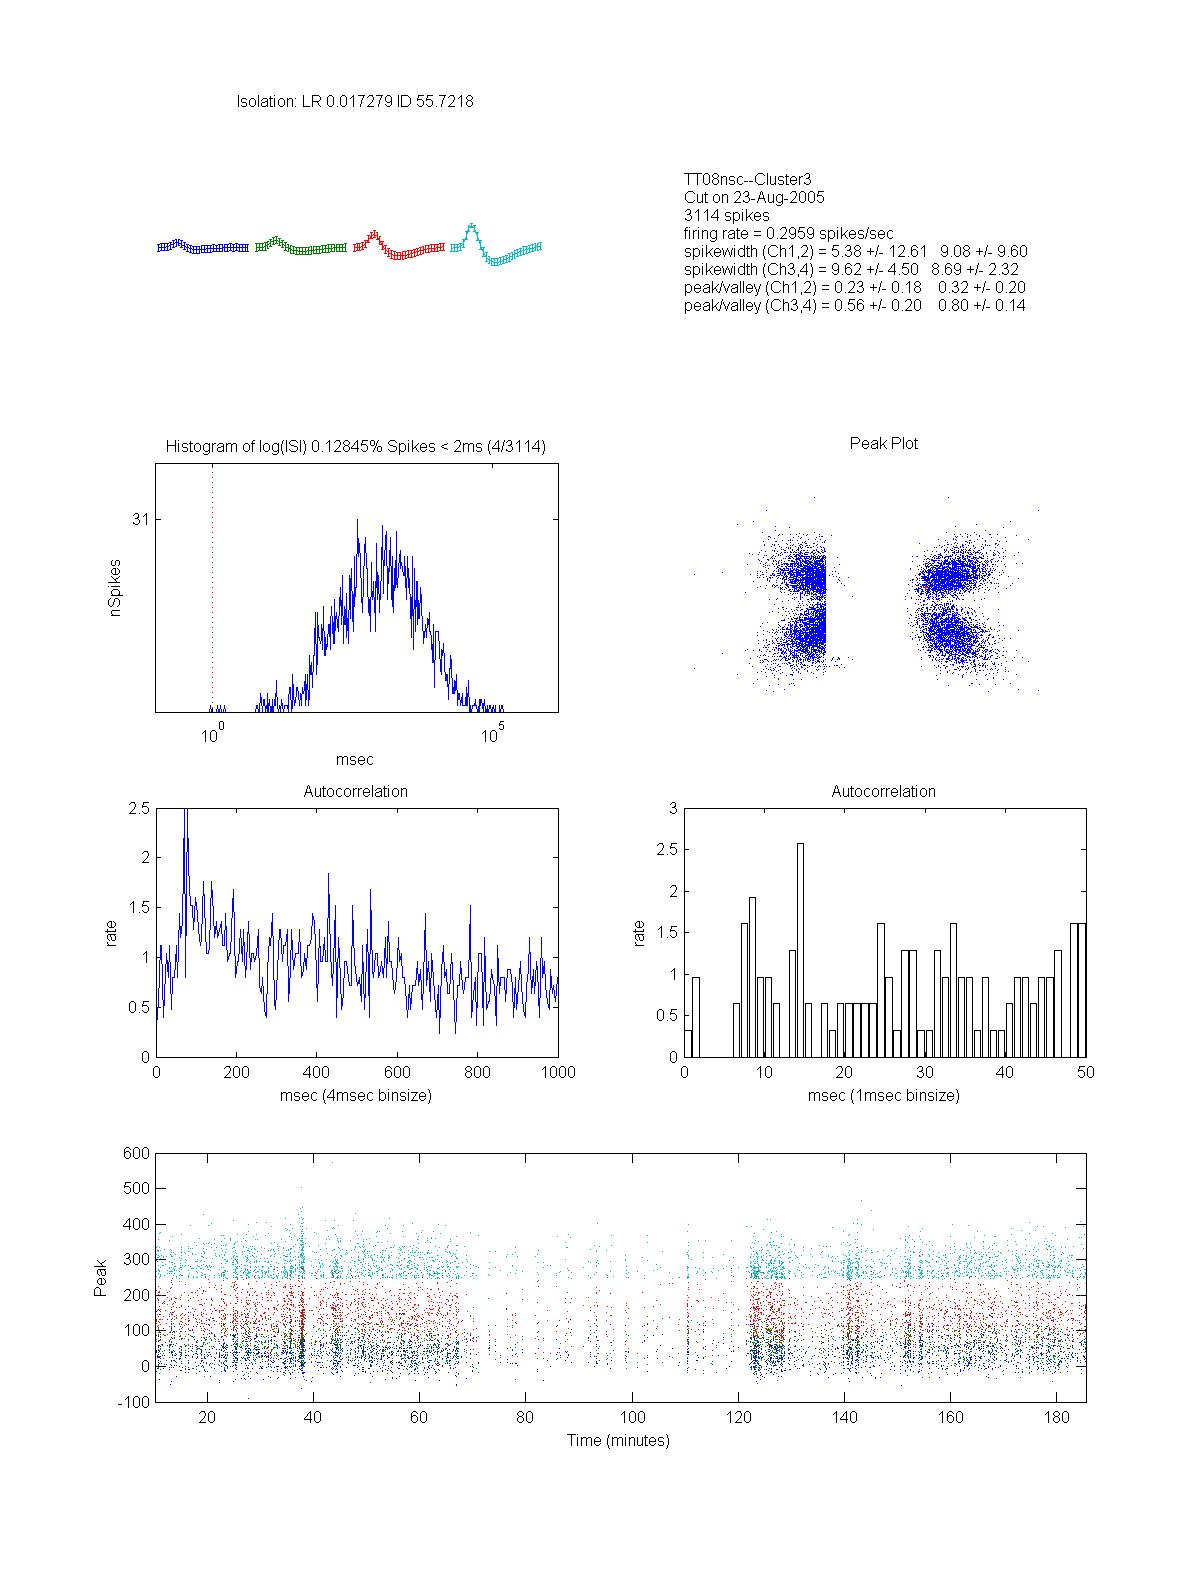 Isolation: LR 0.017279 ID 55.7218
TT08nsc--Cluster3
Cut on 23-Aug-2005
3114 spikes
firing rate = 0.2959 spikes/sec
spikewidth (Ch1,2) = 5.38 +/- 12.61 9.08 +/- 9.60
spikewidth (Ch3,4) = 9.62 +/- 4.50 8.69 +/- 2.32
peak/valley (Ch1,2) = 0.23 +/- 0.18 0.32 +/- 0.20
peak/valley (Ch3,4) = 0.56 +/- 0.20 0.80 +/- 0.14
Histogram of log(ISI) 0.12845% Spikes < 2ms (4/3114)
31
nSpikes
10^0 10^5
msec
Peak Plot
Autocorrelation
2.5
2
1.5
1
0.5
0
rate
0 200 400 600 800 1000
msec (4msec binsize)
Autocorrelation
3
2.5
2
1.5
1
0.5
0
rate
0 10 20 30 40 50
msec (1msec binsize)
600
500
400
300
200
100
0
-100
Peak
20 40 60 80 100 120 140 160 180
Time (minutes)